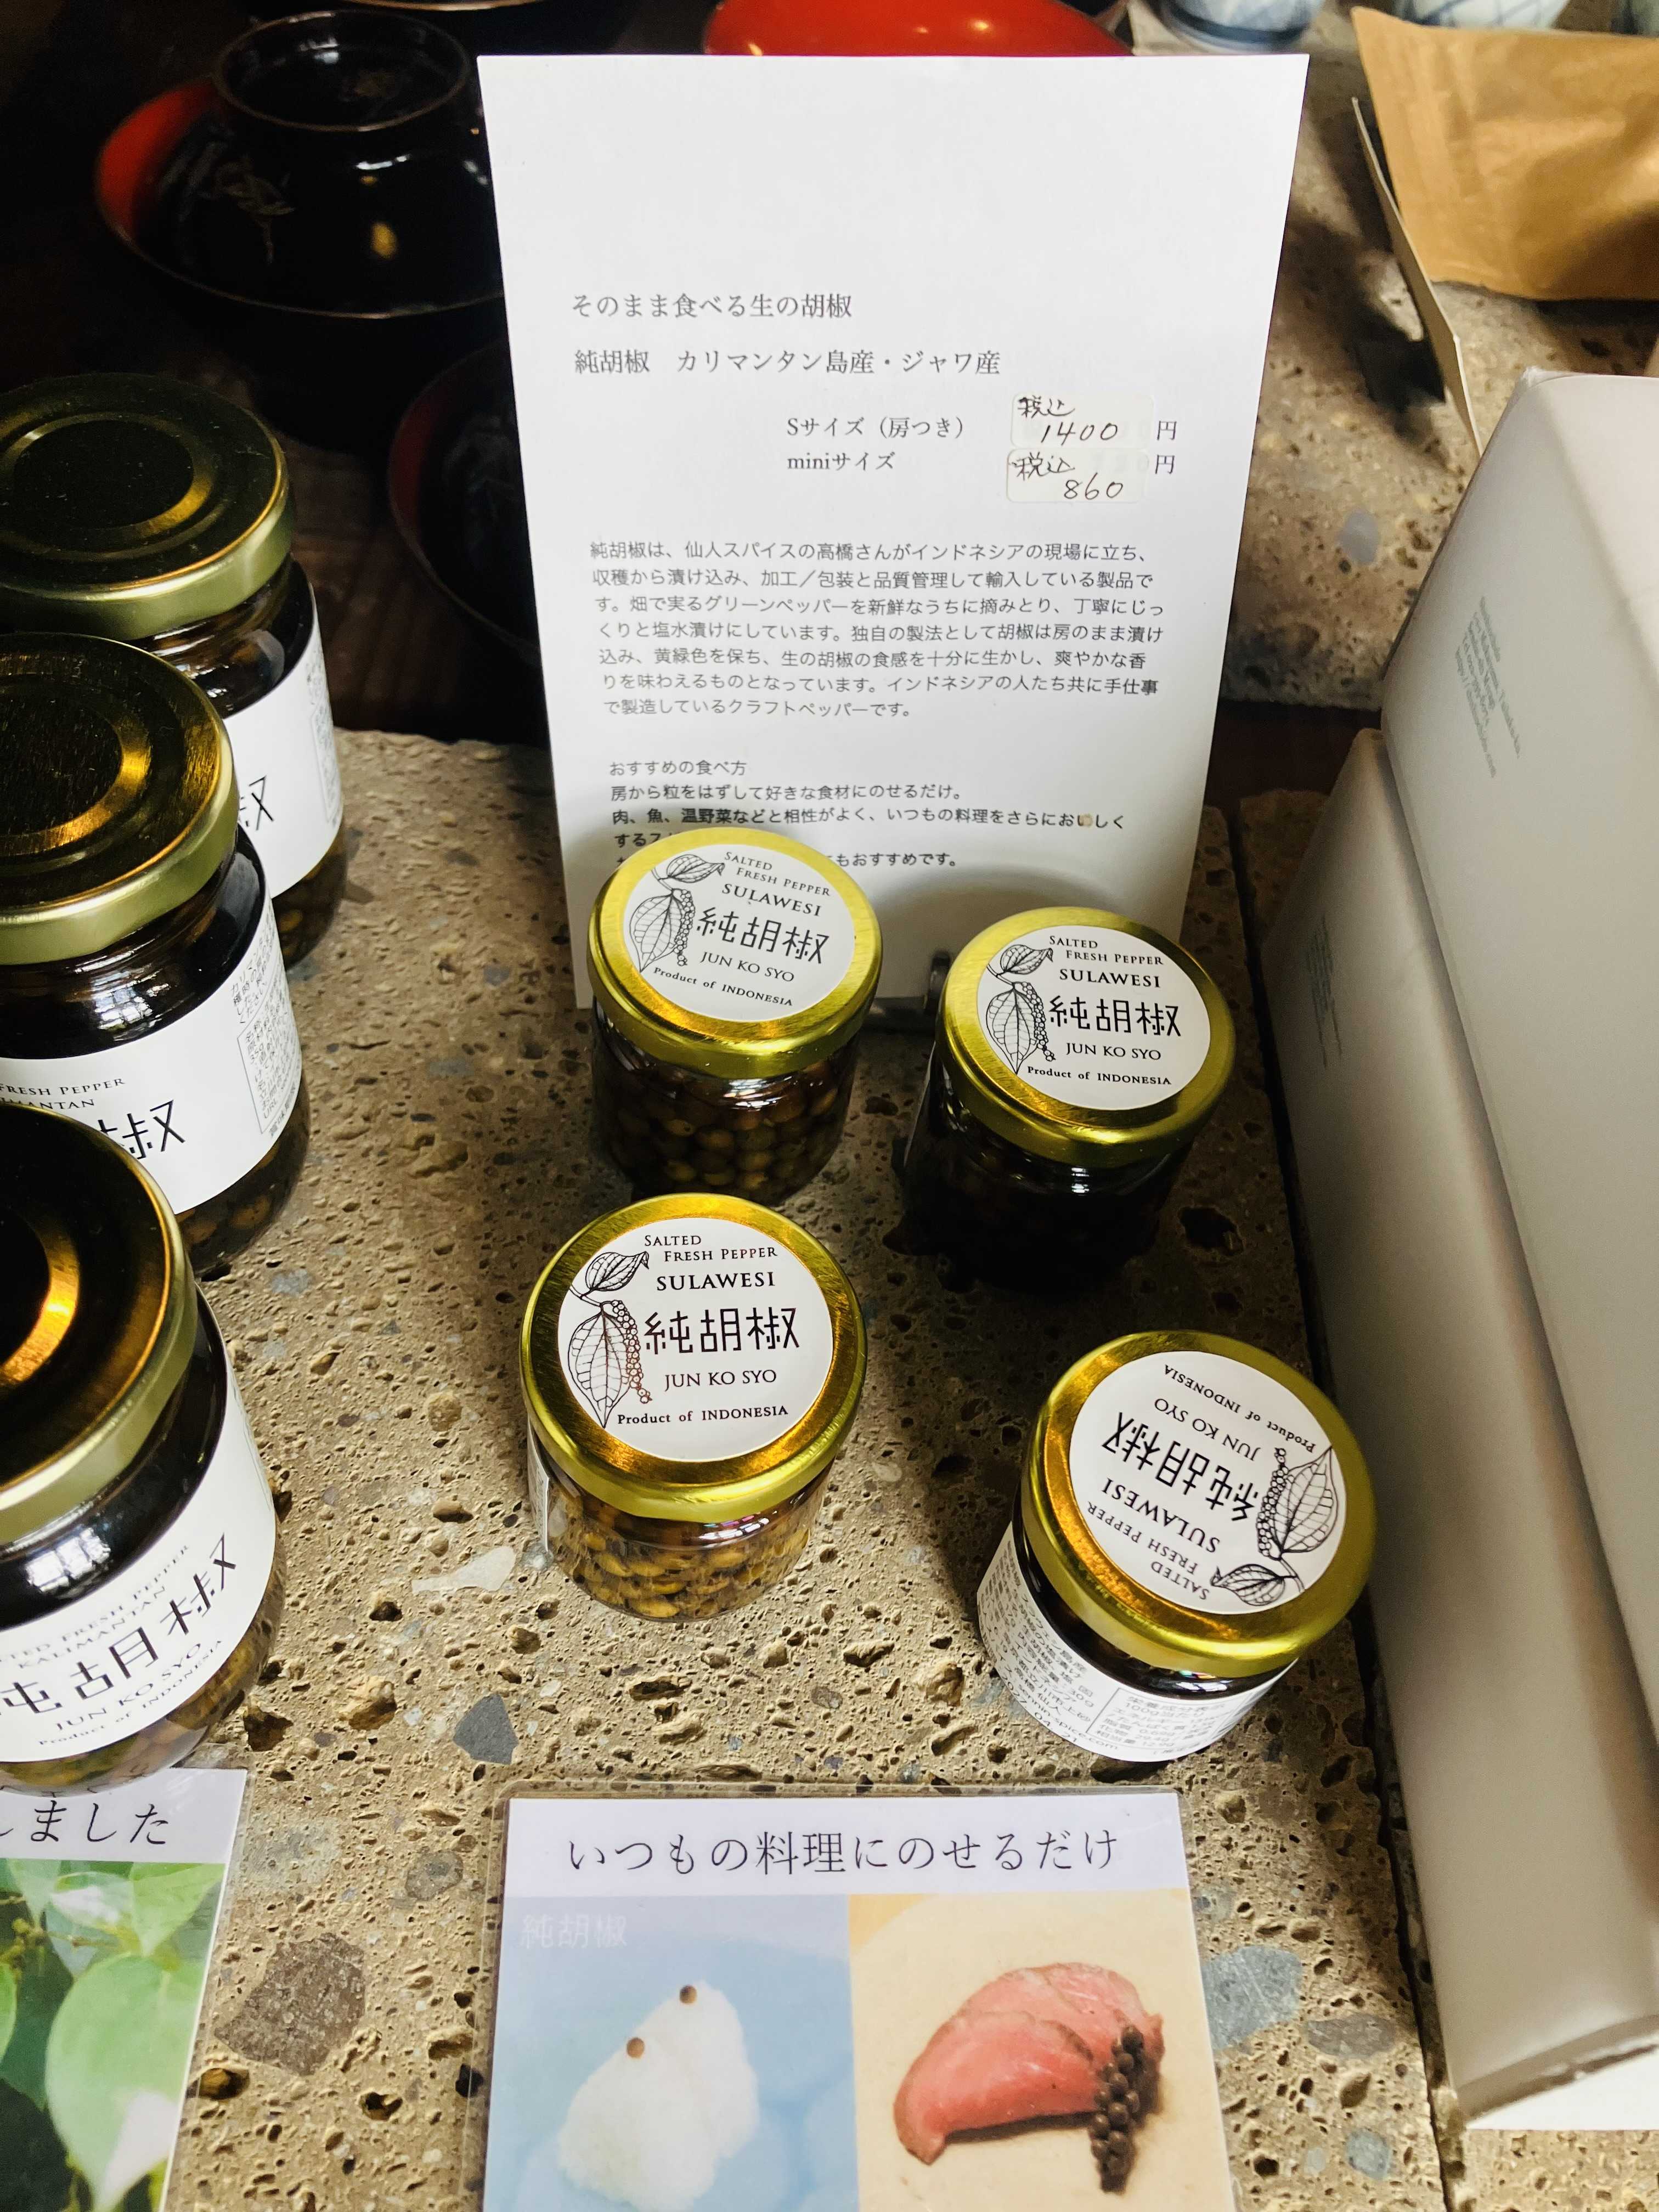 そのまま食べる生の胡椒
純胡椒 カリマンタン島産・ジャワ産
Sサイズ（房つき） 税込 1400 円
miniサイズ 税込 860 円
純胡椒は、仙人スパイスの高橋さんがインドネシアの現場に立ち、
収穫から漬け込み、加工／包装と品質管理して輸入している製品で
す。畑で実るグリーンペッパーを新鮮なうちに摘みとり、丁寧にじっ
くりと塩水漬けにしています。独自の製法として胡椒は房のまま漬け
込み、黄緑色を保ち、生の胡椒の食感を十分に生かし、爽やかな香
りを味わえるものとなっています。インドネシアの人たち共に手仕事
で製造しているクラフトペッパーです。
おすすめの食べ方
房から粒をはずして好きな食材にのせるだけ。
肉、魚、温野菜などと相性がよく、いつもの料理をさらにおいしく
する
もおすすめです。
SALTED
FRESH PEPPER
SULAWESI
純胡椒
JUN KO SYO
Product of INDONESIA
SALTED
FRESH PEPPER
SULAWESI
純胡椒
JUN KO SYO
Product of INDONESIA
SALTED
FRESH PEPPER
SULAWESI
純胡椒
JUN KO SYO
Product of INDONESIA
SALTED
FRESH PEPPER
SULAWESI
純胡椒
JUN KO SYO
Product of INDONESIA
椒
FRESH PEPPER
椒
FRESH PEPPER
KALIMANTAN
純胡椒
JUN KO SYO
Product of INDONESIA
ました
いつもの料理にのせるだけ
純胡椒